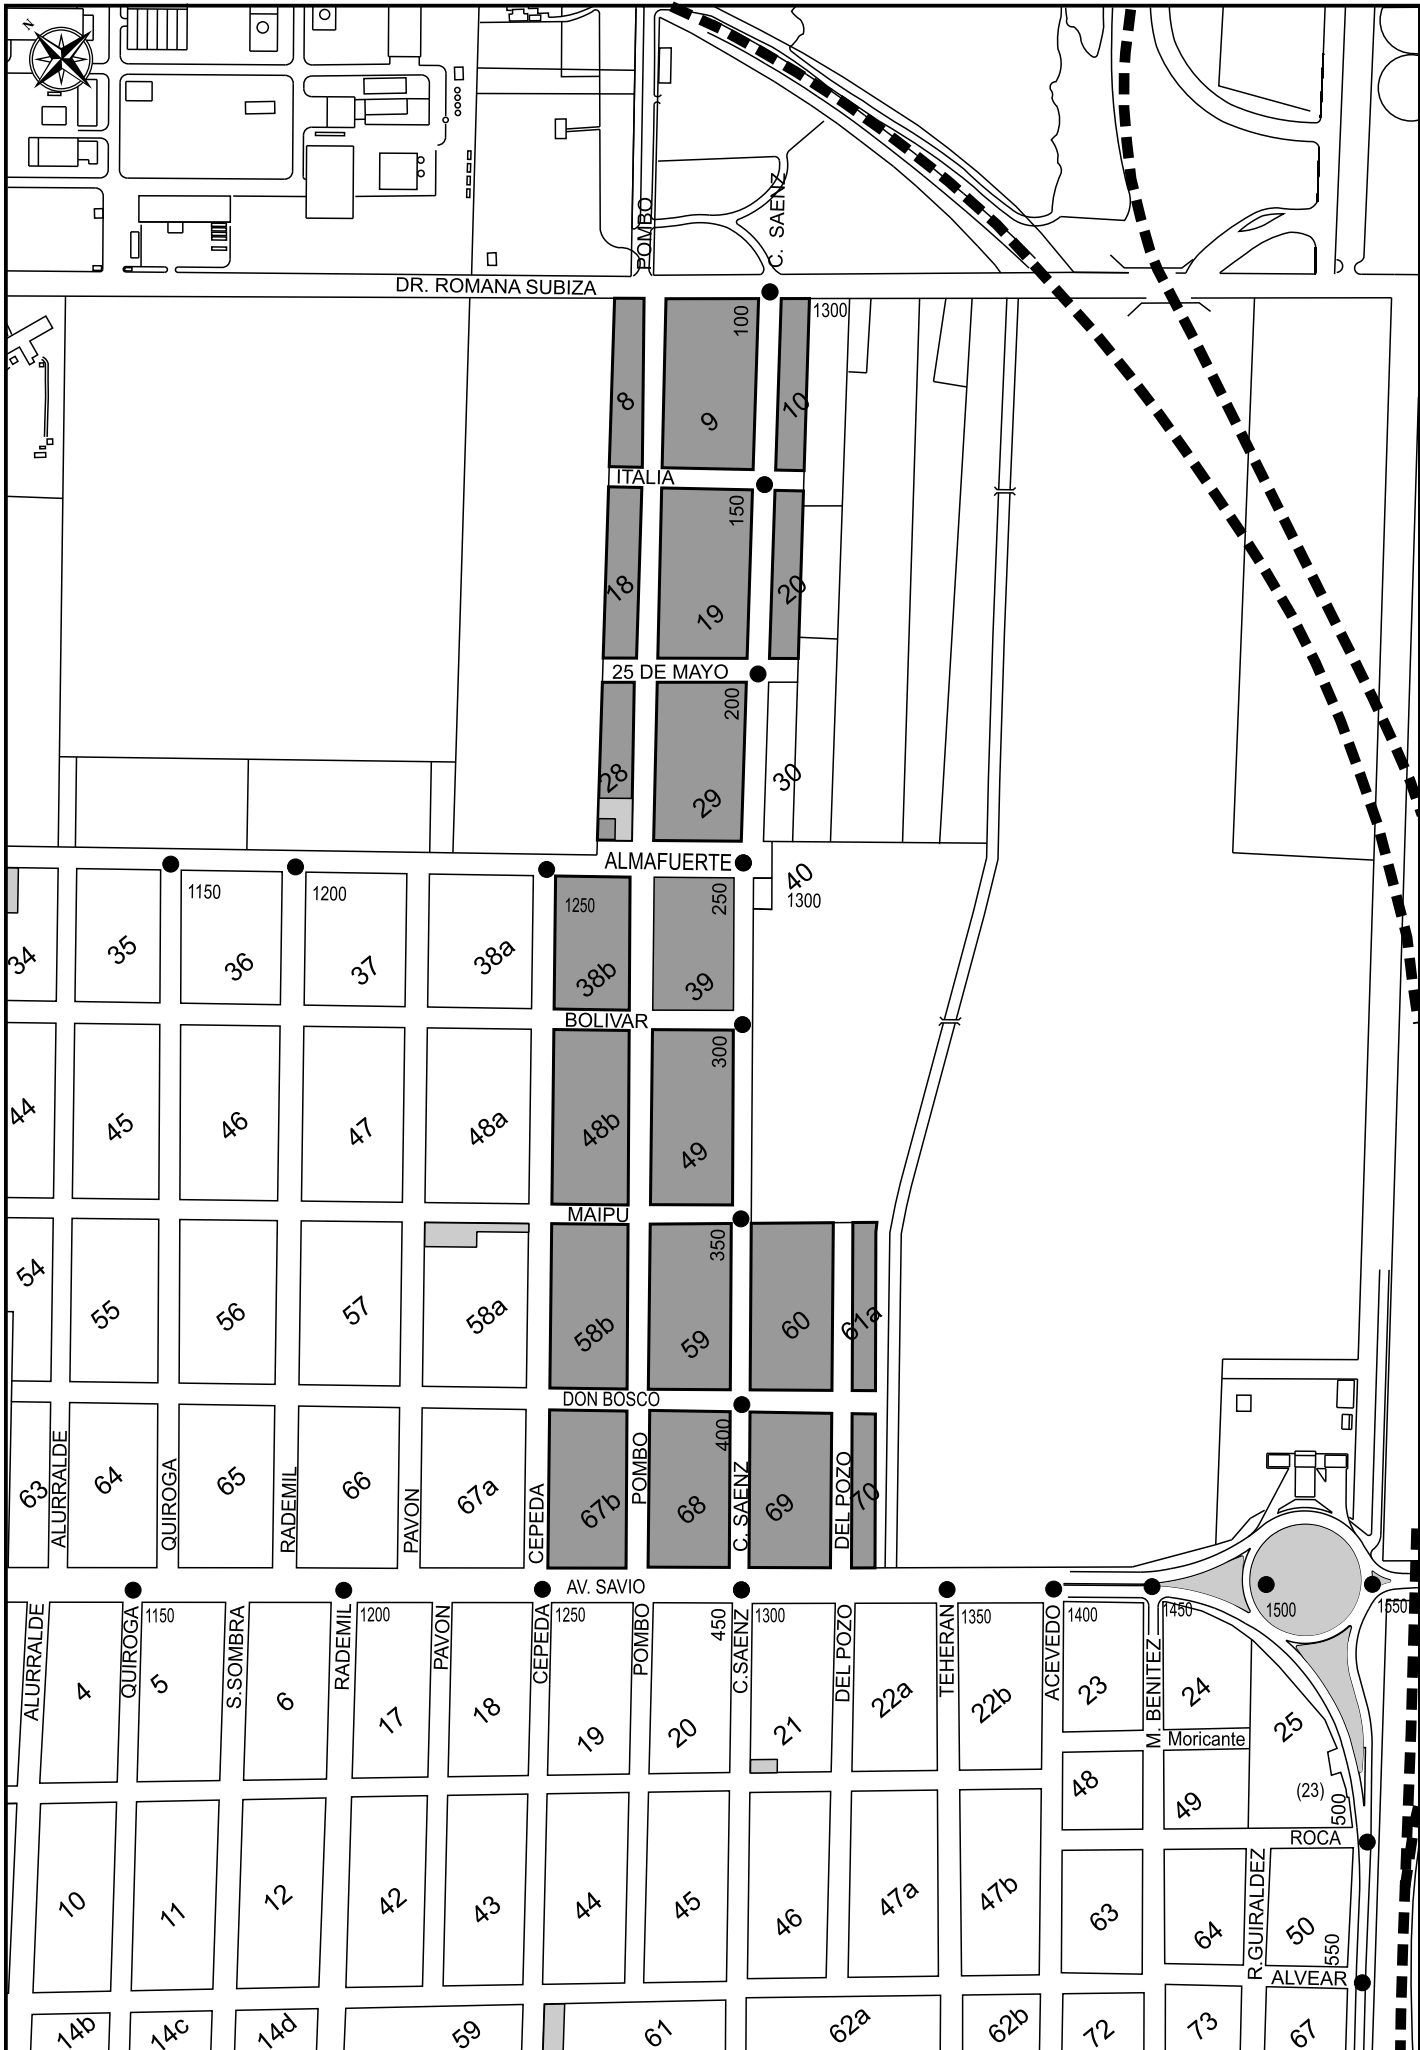 N
POMBO
C. SAENZ
DR. ROMANA SUBIZA
100
1300
8
9
10
ITALIA
150
18
19
20
25 DE MAYO
200
28
29
30
ALMAFUERTE
40
1150
1200
1250
250
1300
34
35
36
37
38a
38b
39
BOLIVAR
300
44
45
46
47
48a
48b
49
MAIPU
350
54
55
56
57
58a
58b
59
60
61a
DON BOSCO
400
ALURRALDE
QUIROGA
RADEMIL
PAVON
CEPEDA
POMBO
C. SAENZ
DEL POZO
63
64
65
66
67a
67b
68
69
70
AV. SAVIO
1150
1200
1250
450
1300
1350
1400
1450
1500
1550
ALURRALDE
QUIROGA
S.SOMBRA
RADEMIL
PAVON
CEPEDA
POMBO
C.SAENZ
DEL POZO
TEHERAN
ACEVEDO
M. BENITEZ
4
5
6
17
18
19
20
21
22a
22b
23
24
25
Moricante
48
49
(23)
500
ROCA
10
11
12
42
43
44
45
46
47a
47b
63
64
R.GUIRALDEZ
50
550
ALVEAR
14b
14c
14d
59
61
62a
62b
72
73
67